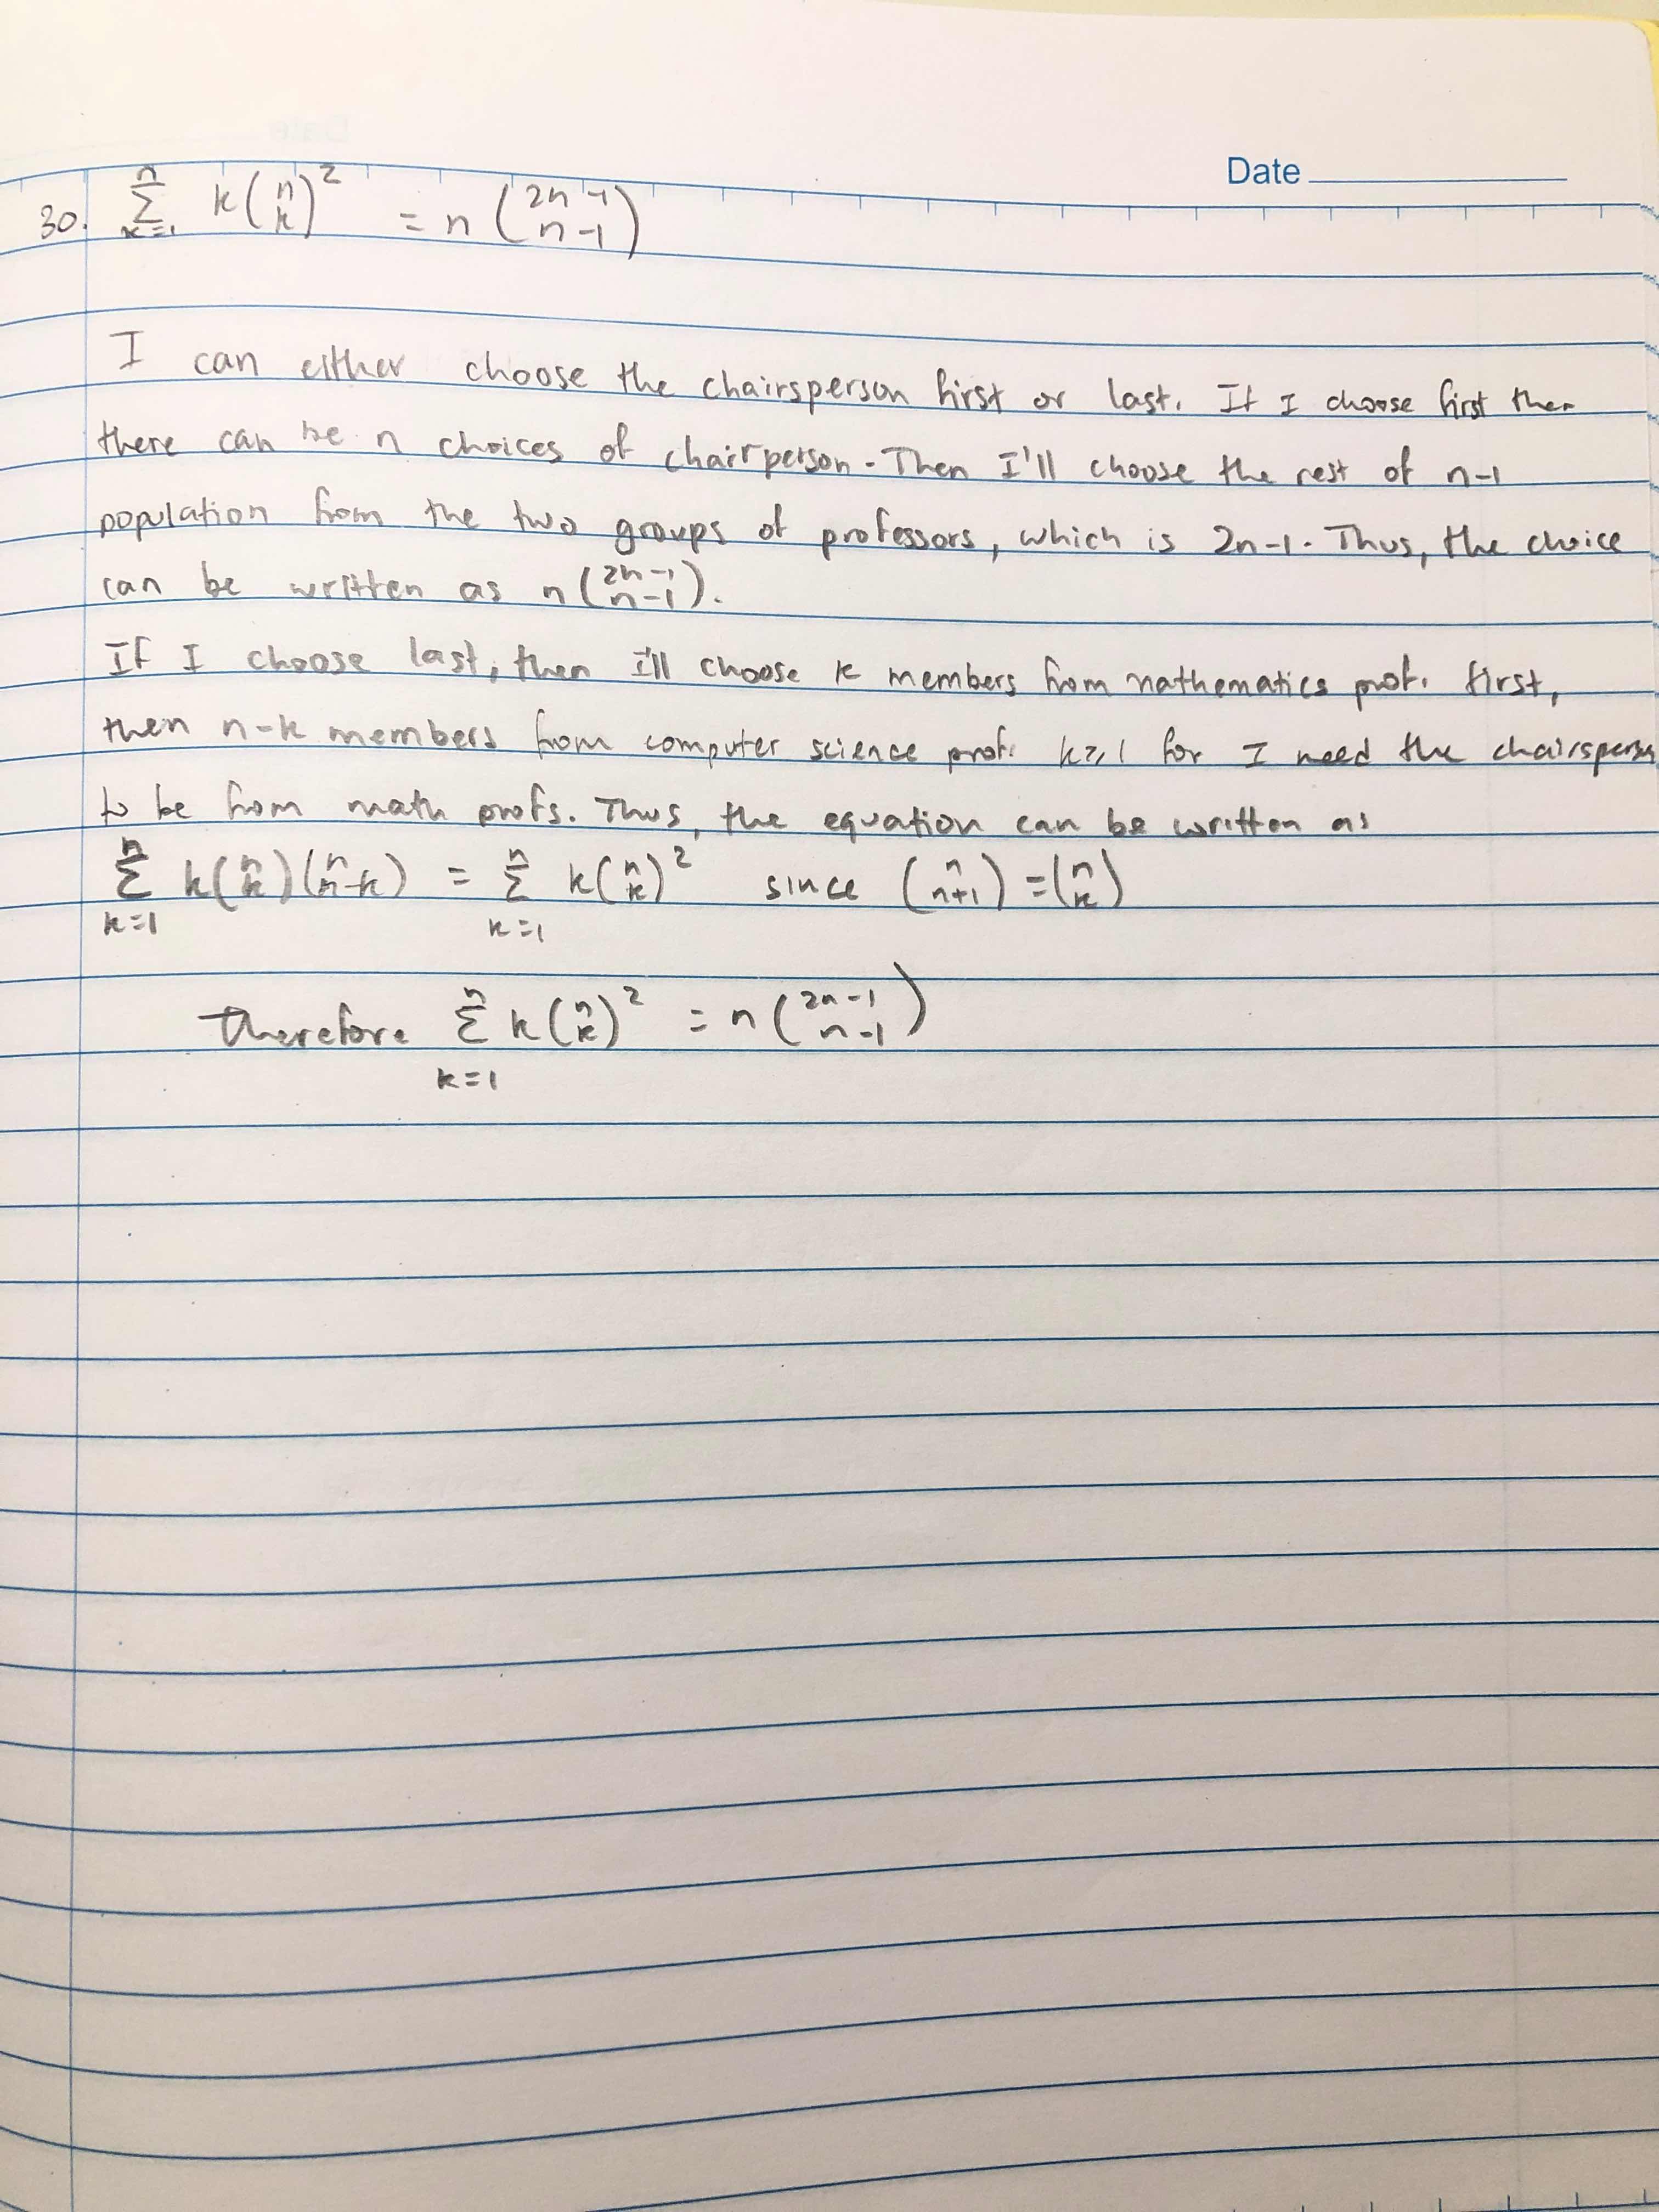 Date
30. \sum_{k=1}^{n} k\binom{n}{k}^2 = n\binom{2n-1}{n-1}
I can either choose the chairsperson first or last. If I choose first then
there can be n choices of chairperson. Then I'll choose the rest of n-1
population from the two groups of professors, which is 2n-1. Thus, the choice
can be written as n\binom{2n-1}{n-1}.
If I choose last, then I'll choose k members from mathematics prof. first,
then n-k members from computer science prof. k≥1 for I need the chairsperson
to be from math profs. Thus, the equation can be written as
\sum_{k=1}^{n} k\binom{n}{k}\binom{n}{n-k} = \sum_{k=1}^{n} k\binom{n}{k}^2 since \binom{n}{n+1} = \binom{n}{k}
Therefore \sum_{k=1}^{n} k\binom{n}{k}^2 = n\binom{2n-1}{n-1}